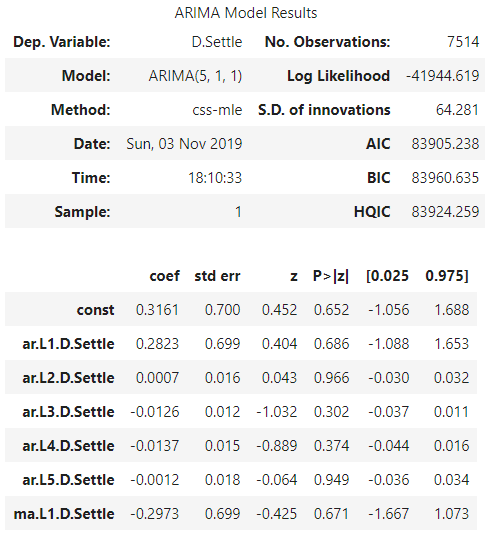 ARIMA Model Results
Dep. Variable: D.Settle No. Observations: 7514
Model: ARIMA(5, 1, 1) Log Likelihood -41944.619
Method: css-mle S.D. of innovations 64.281
Date: Sun, 03 Nov 2019 AIC 83905.238
Time: 18:10:33 BIC 83960.635
Sample: 1 HQIC 83924.259
coef std err z P>|z| [0.025 0.975]
const 0.3161 0.700 0.452 0.652 -1.056 1.688
ar.L1.D.Settle 0.2823 0.699 0.404 0.686 -1.088 1.653
ar.L2.D.Settle 0.0007 0.016 0.043 0.966 -0.030 0.032
ar.L3.D.Settle -0.0126 0.012 -1.032 0.302 -0.037 0.011
ar.L4.D.Settle -0.0137 0.015 -0.889 0.374 -0.044 0.016
ar.L5.D.Settle -0.0012 0.018 -0.064 0.949 -0.036 0.034
ma.L1.D.Settle -0.2973 0.699 -0.425 0.671 -1.667 1.073